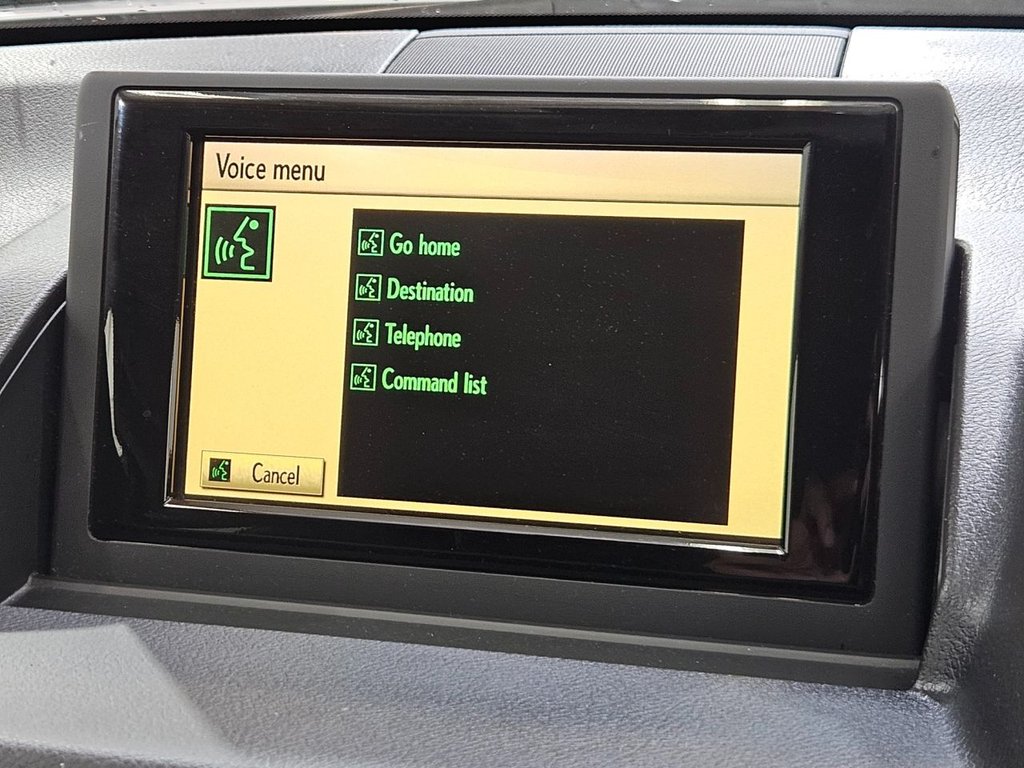 Voice menu
Go home
Destination
Telephone
Command list
Cancel